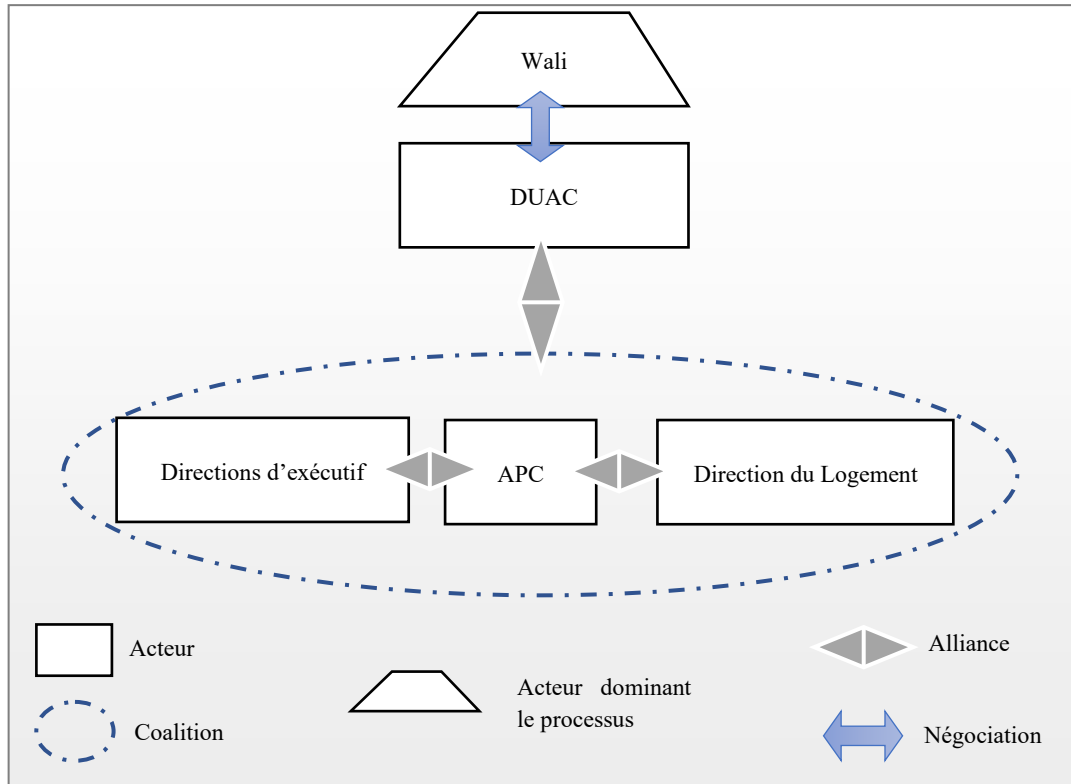 Wali
DUAC
Directions d’exécutif
APC
Direction du Logement
Acteur
Alliance
Acteur dominant
le processus
Coalition
Négociation